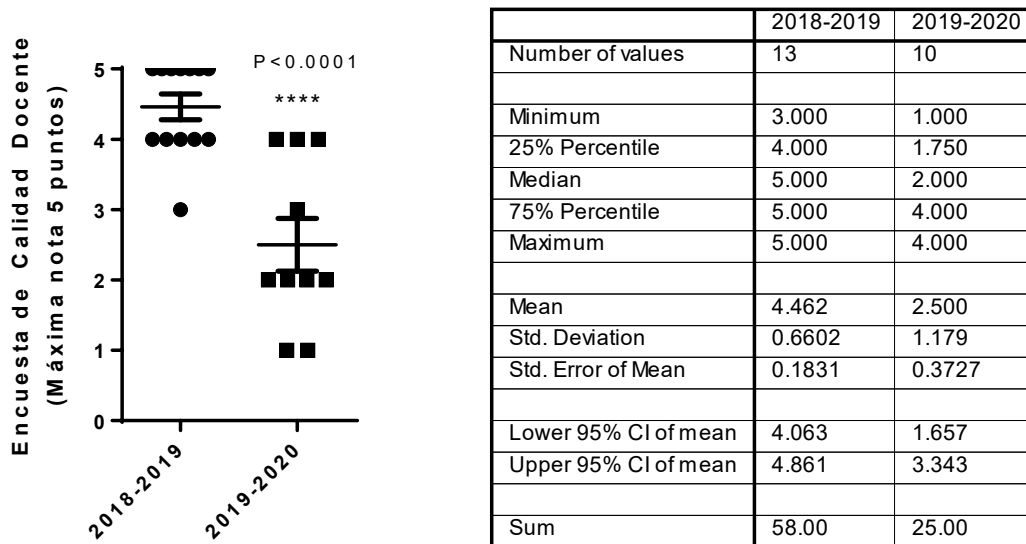 Encuesta de Calidad Docente
(Máxima nota 5 puntos)
5
4
3
2
1
0
P<0.0001
****
2018-2019
2019-2020
2018-2019 2019-2020
Number of values 13 10
Minimum 3.000 1.000
25% Percentile 4.000 1.750
Median 5.000 2.000
75% Percentile 5.000 4.000
Maximum 5.000 4.000
Mean 4.462 2.500
Std. Deviation 0.6602 1.179
Std. Error of Mean 0.1831 0.3727
Lower 95% CI of mean 4.063 1.657
Upper 95% CI of mean 4.861 3.343
Sum 58.00 25.00